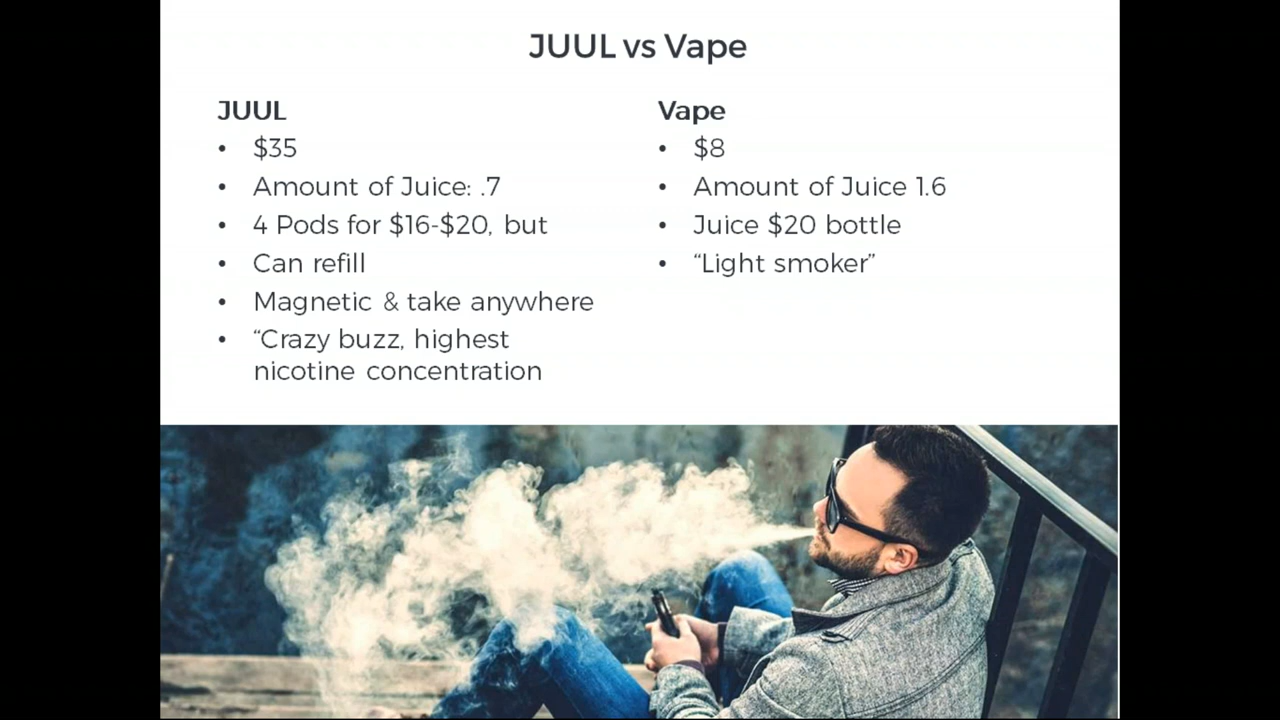 JUUL vs Vape
JUUL
• $35
• Amount of Juice: .7
• 4 Pods for $16-$20, but
• Can refill
• Magnetic & take anywhere
• “Crazy buzz, highest
nicotine concentration
Vape
• $8
• Amount of Juice 1.6
• Juice $20 bottle
• “Light smoker”